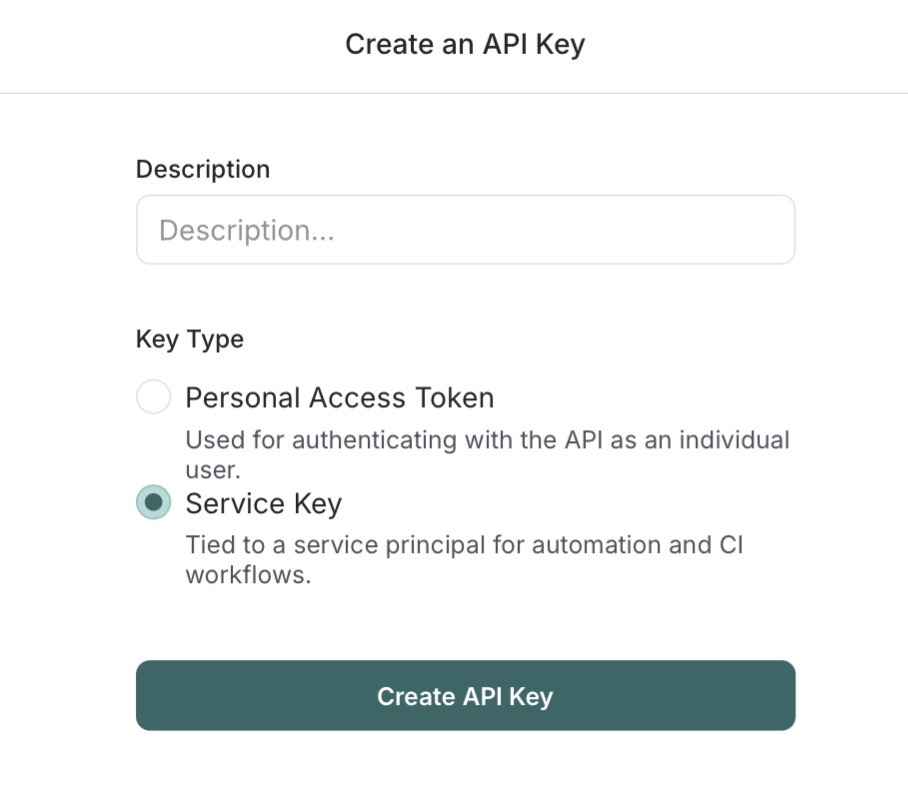 Create an API Key
Description
Description...
Key Type
Personal Access Token
Used for authenticating with the API as an individual
user.
Service Key
Tied to a service principal for automation and CI
workflows.
Create API Key